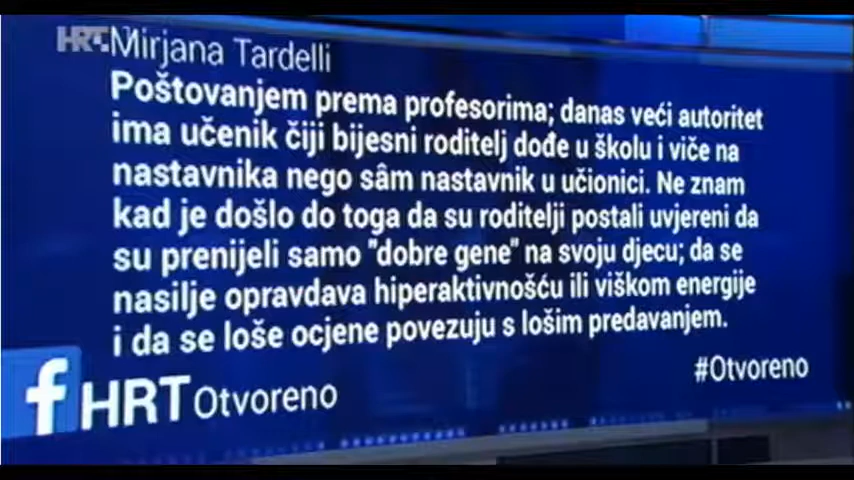 HRT
Mirjana Tardelli
Poštovanjem prema profesorima; danas veći autoritet
ima učenik čiji bijesni roditelj dođe u školu i viče na
nastavnika nego sâm nastavnik u učionici. Ne znam
kad je došlo do toga da su roditelji postali uvjereni da
su prenijeli samo "dobre gene" na svoju djecu; da se
nasilje opravdava hiperaktivnošću ili viškom energije
i da se loše ocjene povezuju s lošim predavanjem.
#Otvoreno
f HRT Otvoreno